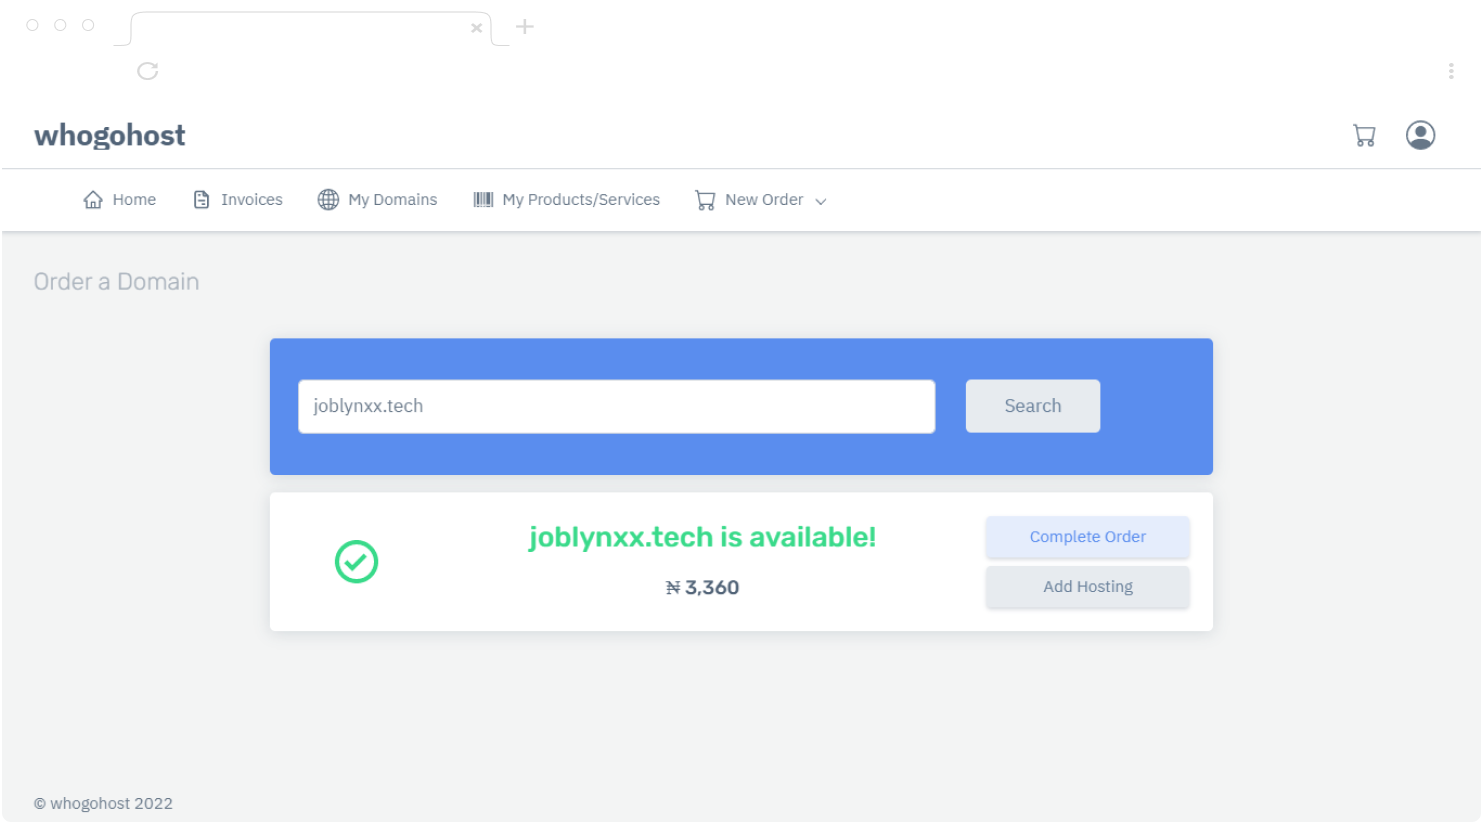 whogohost
Home Invoices My Domains My Products/Services New Order
Order a Domain
joblynxx.tech Search
joblynxx.tech is available!
₦ 3,360
Complete Order
Add Hosting
© whogohost 2022